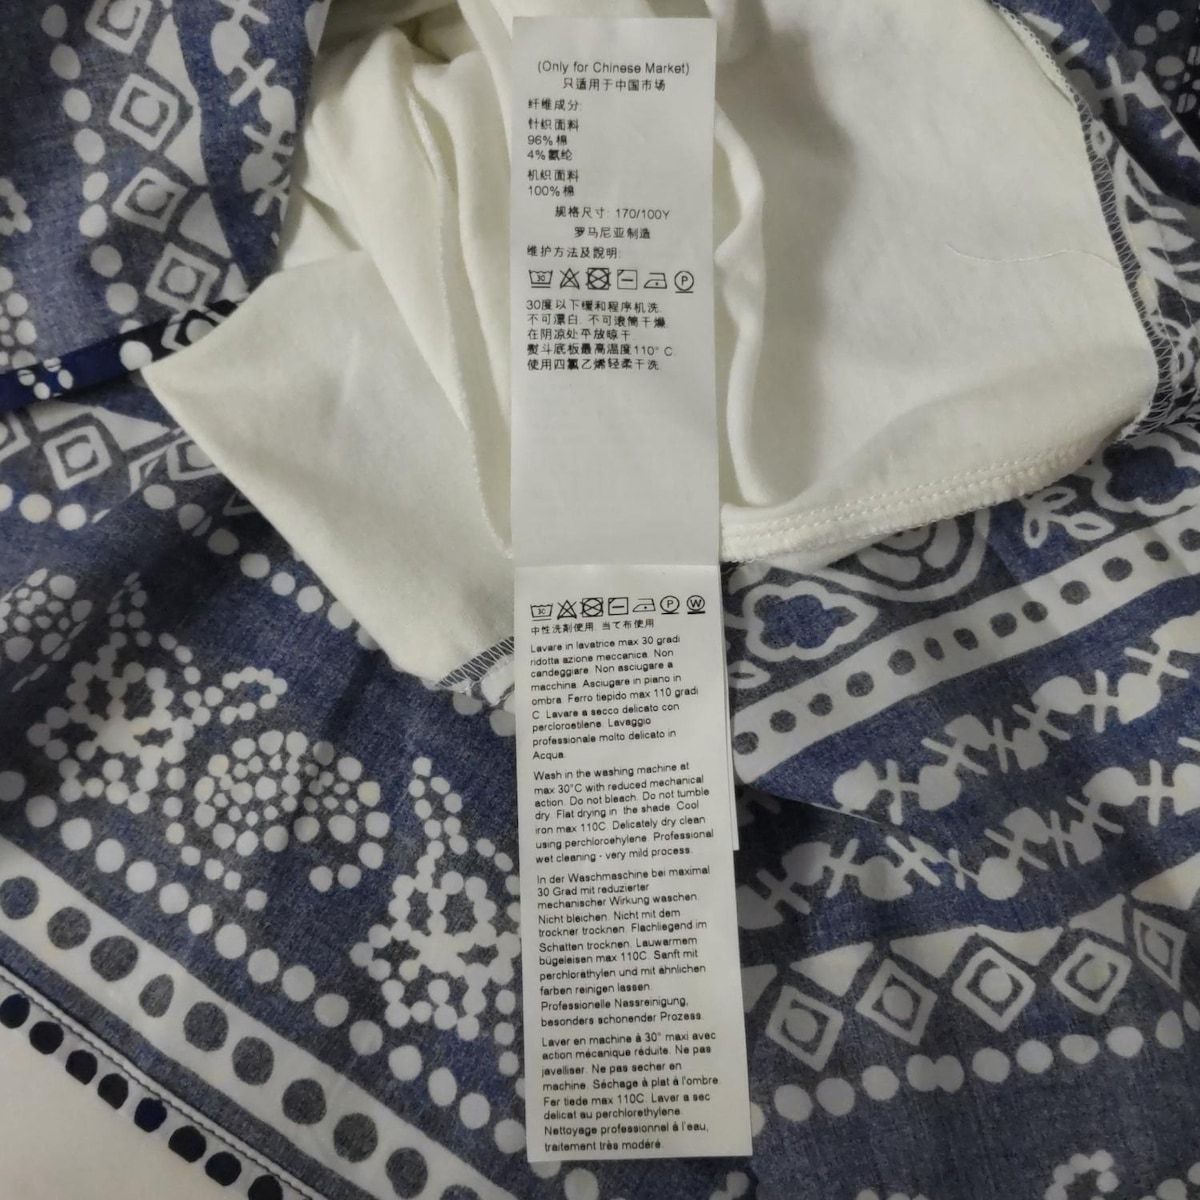 (Only for Chinese Market)
只适用于中国市场
纤维成分:
针织面料
96% 棉
4% 氨纶
机织面料
100% 棉
规格尺寸: 170/100Y
罗马尼亚制造
维护方法及說明:
30 P
30度以下缓和程序机洗.
不可漂白. 不可滚筒干燥.
在阴凉处平放晾干.
熨斗底板最高温度110° C.
使用四氯乙烯轻柔干洗.
30 P W
中性洗剤使用. 当て布使用
Lavare in lavatrice max 30 gradi
ridotta azione meccanica. Non
candeggiare. Non asciugare a
macchina. Asciugare in piano in
ombra. Ferro tiepido max 110 gradi
C. Lavare a secco delicato con
percloroetilene. Lavaggio
professionale molto delicato in
Acqua.
Wash in the washing machine at
max 30°C with reduced mechanical
action. Do not bleach. Do not tumble
dry. Flat drying in the shade. Cool
iron max 110C. Delicately dry clean
using perchloroehylene. Professional
wet cleaning - very mild process.
In der Waschmaschine bei maximal
30 Grad mit reduzierter
mechanischer Wirkung waschen.
Nicht bleichen. Nicht mit dem
trockner trocknen. Flachliegend im
Schatten trocknen. Lauwarmem
bügeleisen max 110C. Sanft mit
perchlorathylen und mit ähnlichen
farben reinigen lassen.
Professionelle Nassreinigung,
besonders schonender Prozess.
Laver en machine à 30° maxi avec
action mécanique réduite. Ne pas
javelliser. Ne pas secher en
machine. Séchage à plat à l'ombre.
Fer tiede max 110C. Laver a sec
delicat au perchlorethylene.
Nettoyage professionnel à l'eau,
traitement très modéré.